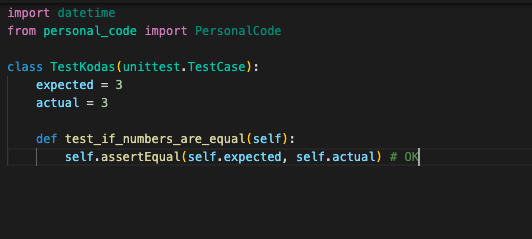 import datetime
from personal_code import PersonalCode
class TestKodas(unittest.TestCase):
expected = 3
actual = 3
def test_if_numbers_are_equal(self):
self.assertEqual(self.expected, self.actual) # OK